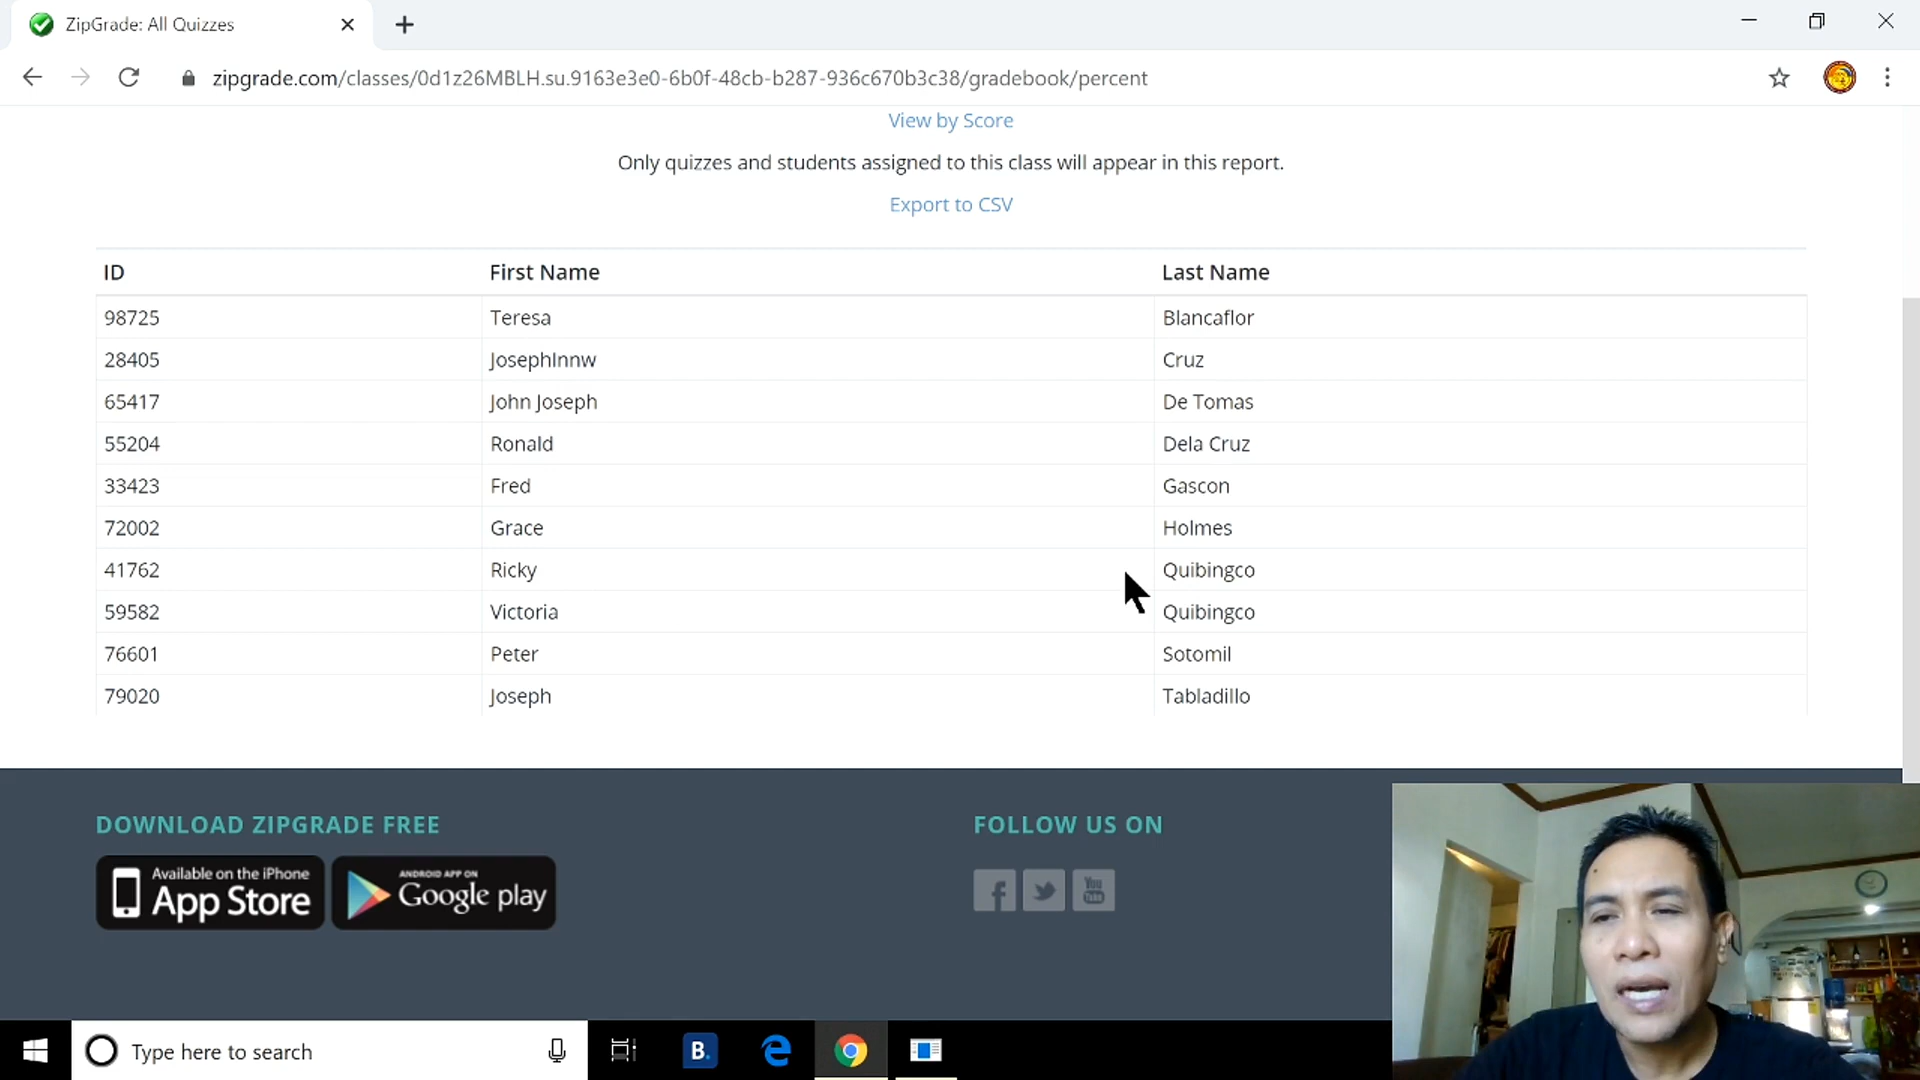 ZipGrade: All Quizzes
zipgrade.com/classes/0d1z26MBLH.su.9163e3e0-6b0f-48cb-b287-936c670b3c38/gradebook/percent
View by Score
Only quizzes and students assigned to this class will appear in this report.
Export to CSV
ID First Name Last Name
98725 Teresa Blancaflor
28405 JosephInnw Cruz
65417 John Joseph De Tomas
55204 Ronald Dela Cruz
33423 Fred Gascon
72002 Grace Holmes
41762 Ricky Quibingco
59582 Victoria Quibingco
76601 Peter Sotomil
79020 Joseph Tabladillo
DOWNLOAD ZIPGRADE FREE FOLLOW US ON
Available on the iPhone
App Store
ANDROID APP ON
Google play
You
Tube
Type here to search
B.